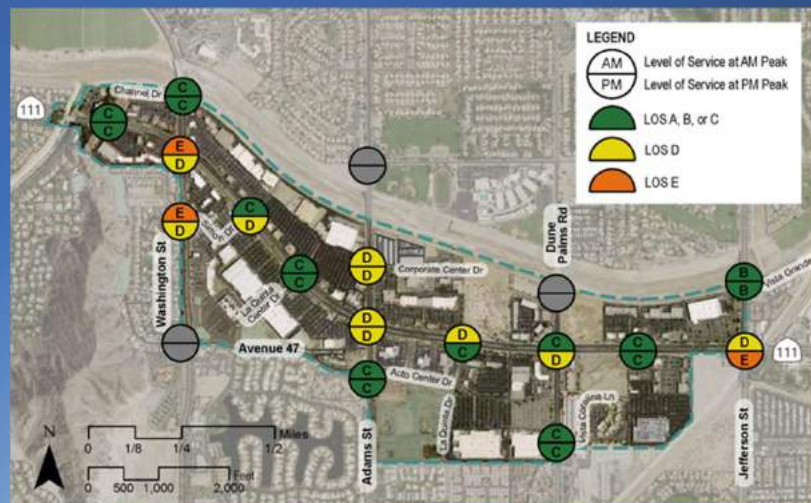 LEGEND
AM
PM
Level of Service at AM Peak
Level of Service at PM Peak
LOS A, B, or C
LOS D
LOS E
111
Channel Dr
C
C
C
C
E
D
E
D
Simon Dr
C
D
Washington St
La Quinta
Center Dr
C
C
D
D
Corporate Center Dr
Dune
Palms Rd
B
B
Vista Grande
D
D
D
C
C
D
C
C
D
E
111
Avenue 47
C
C
Auto Center Dr
Adams St
La Quinta Dr
Vista Coralina Ln
C
C
Jefferson St
N
0 1/8 1/4 1/2
Miles
Feet
0 500 1,000 2,000